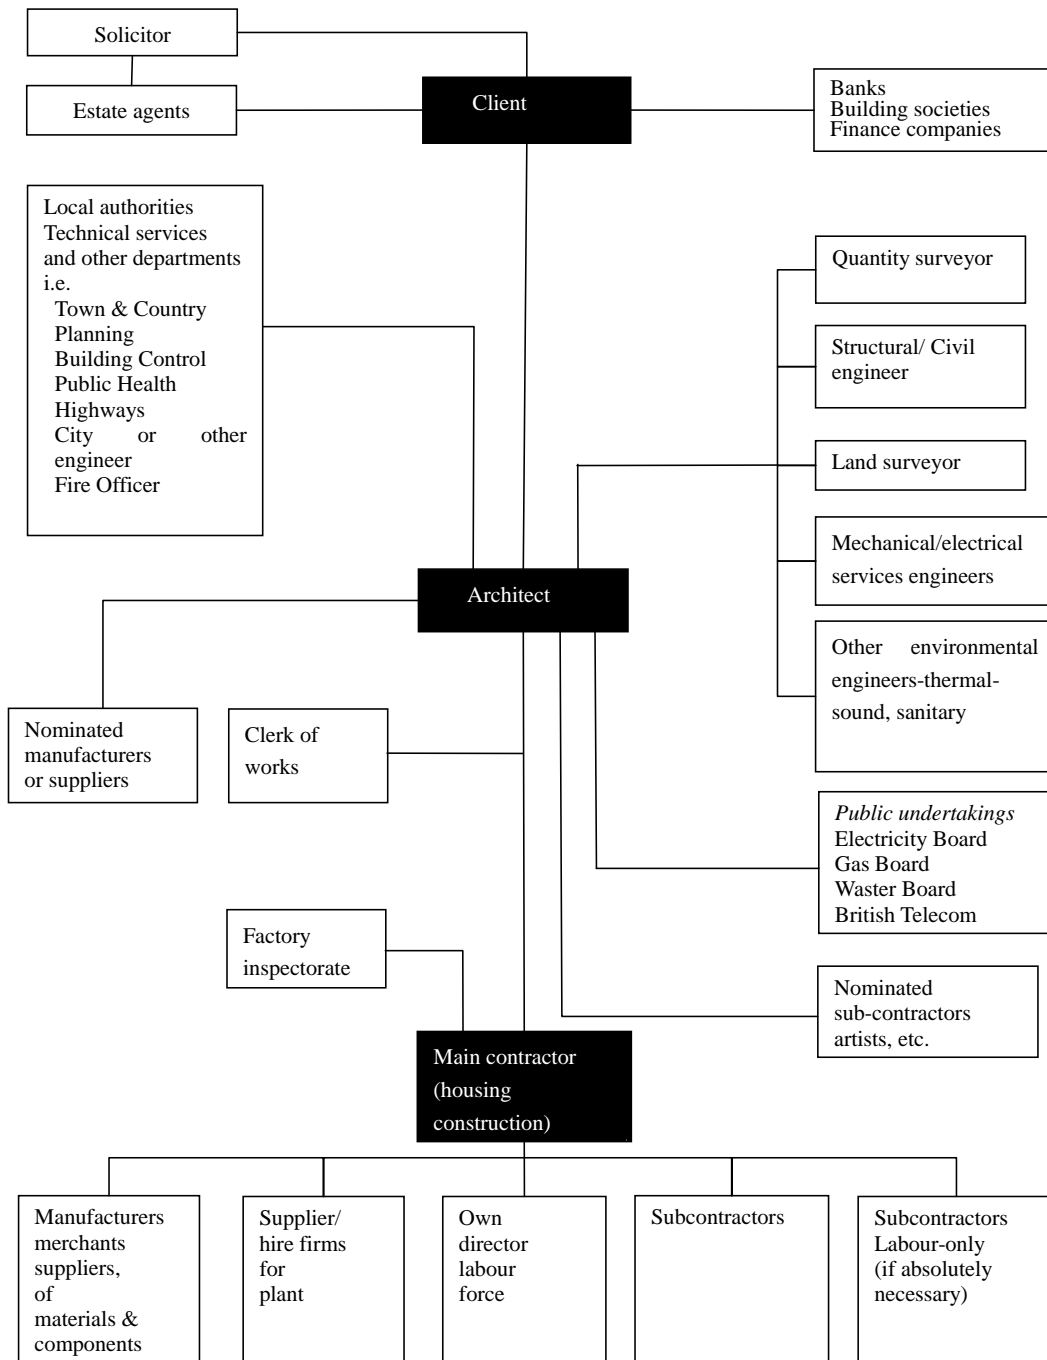 Solicitor
Estate agents
Client
Banks
Building societies
Finance companies
Local authorities
Technical services
and other departments
i.e.
Town & Country
Planning
Building Control
Public Health
Highways
City or other
engineer
Fire Officer
Quantity surveyor
Structural/ Civil
engineer
Land surveyor
Mechanical/electrical
services engineers
Other environmental
engineers-thermal-
sound, sanitary
Architect
Nominated
manufacturers
or suppliers
Clerk of
works
Public undertakings
Electricity Board
Gas Board
Waster Board
British Telecom
Factory
inspectorate
Nominated
sub-contractors
artists, etc.
Main contractor
(housing
construction)
Manufacturers
merchants
suppliers,
of
materials &
components
Supplier/
hire firms
for
plant
Own
director
labour
force
Subcontractors
Subcontractors
Labour-only
(if absolutely
necessary)